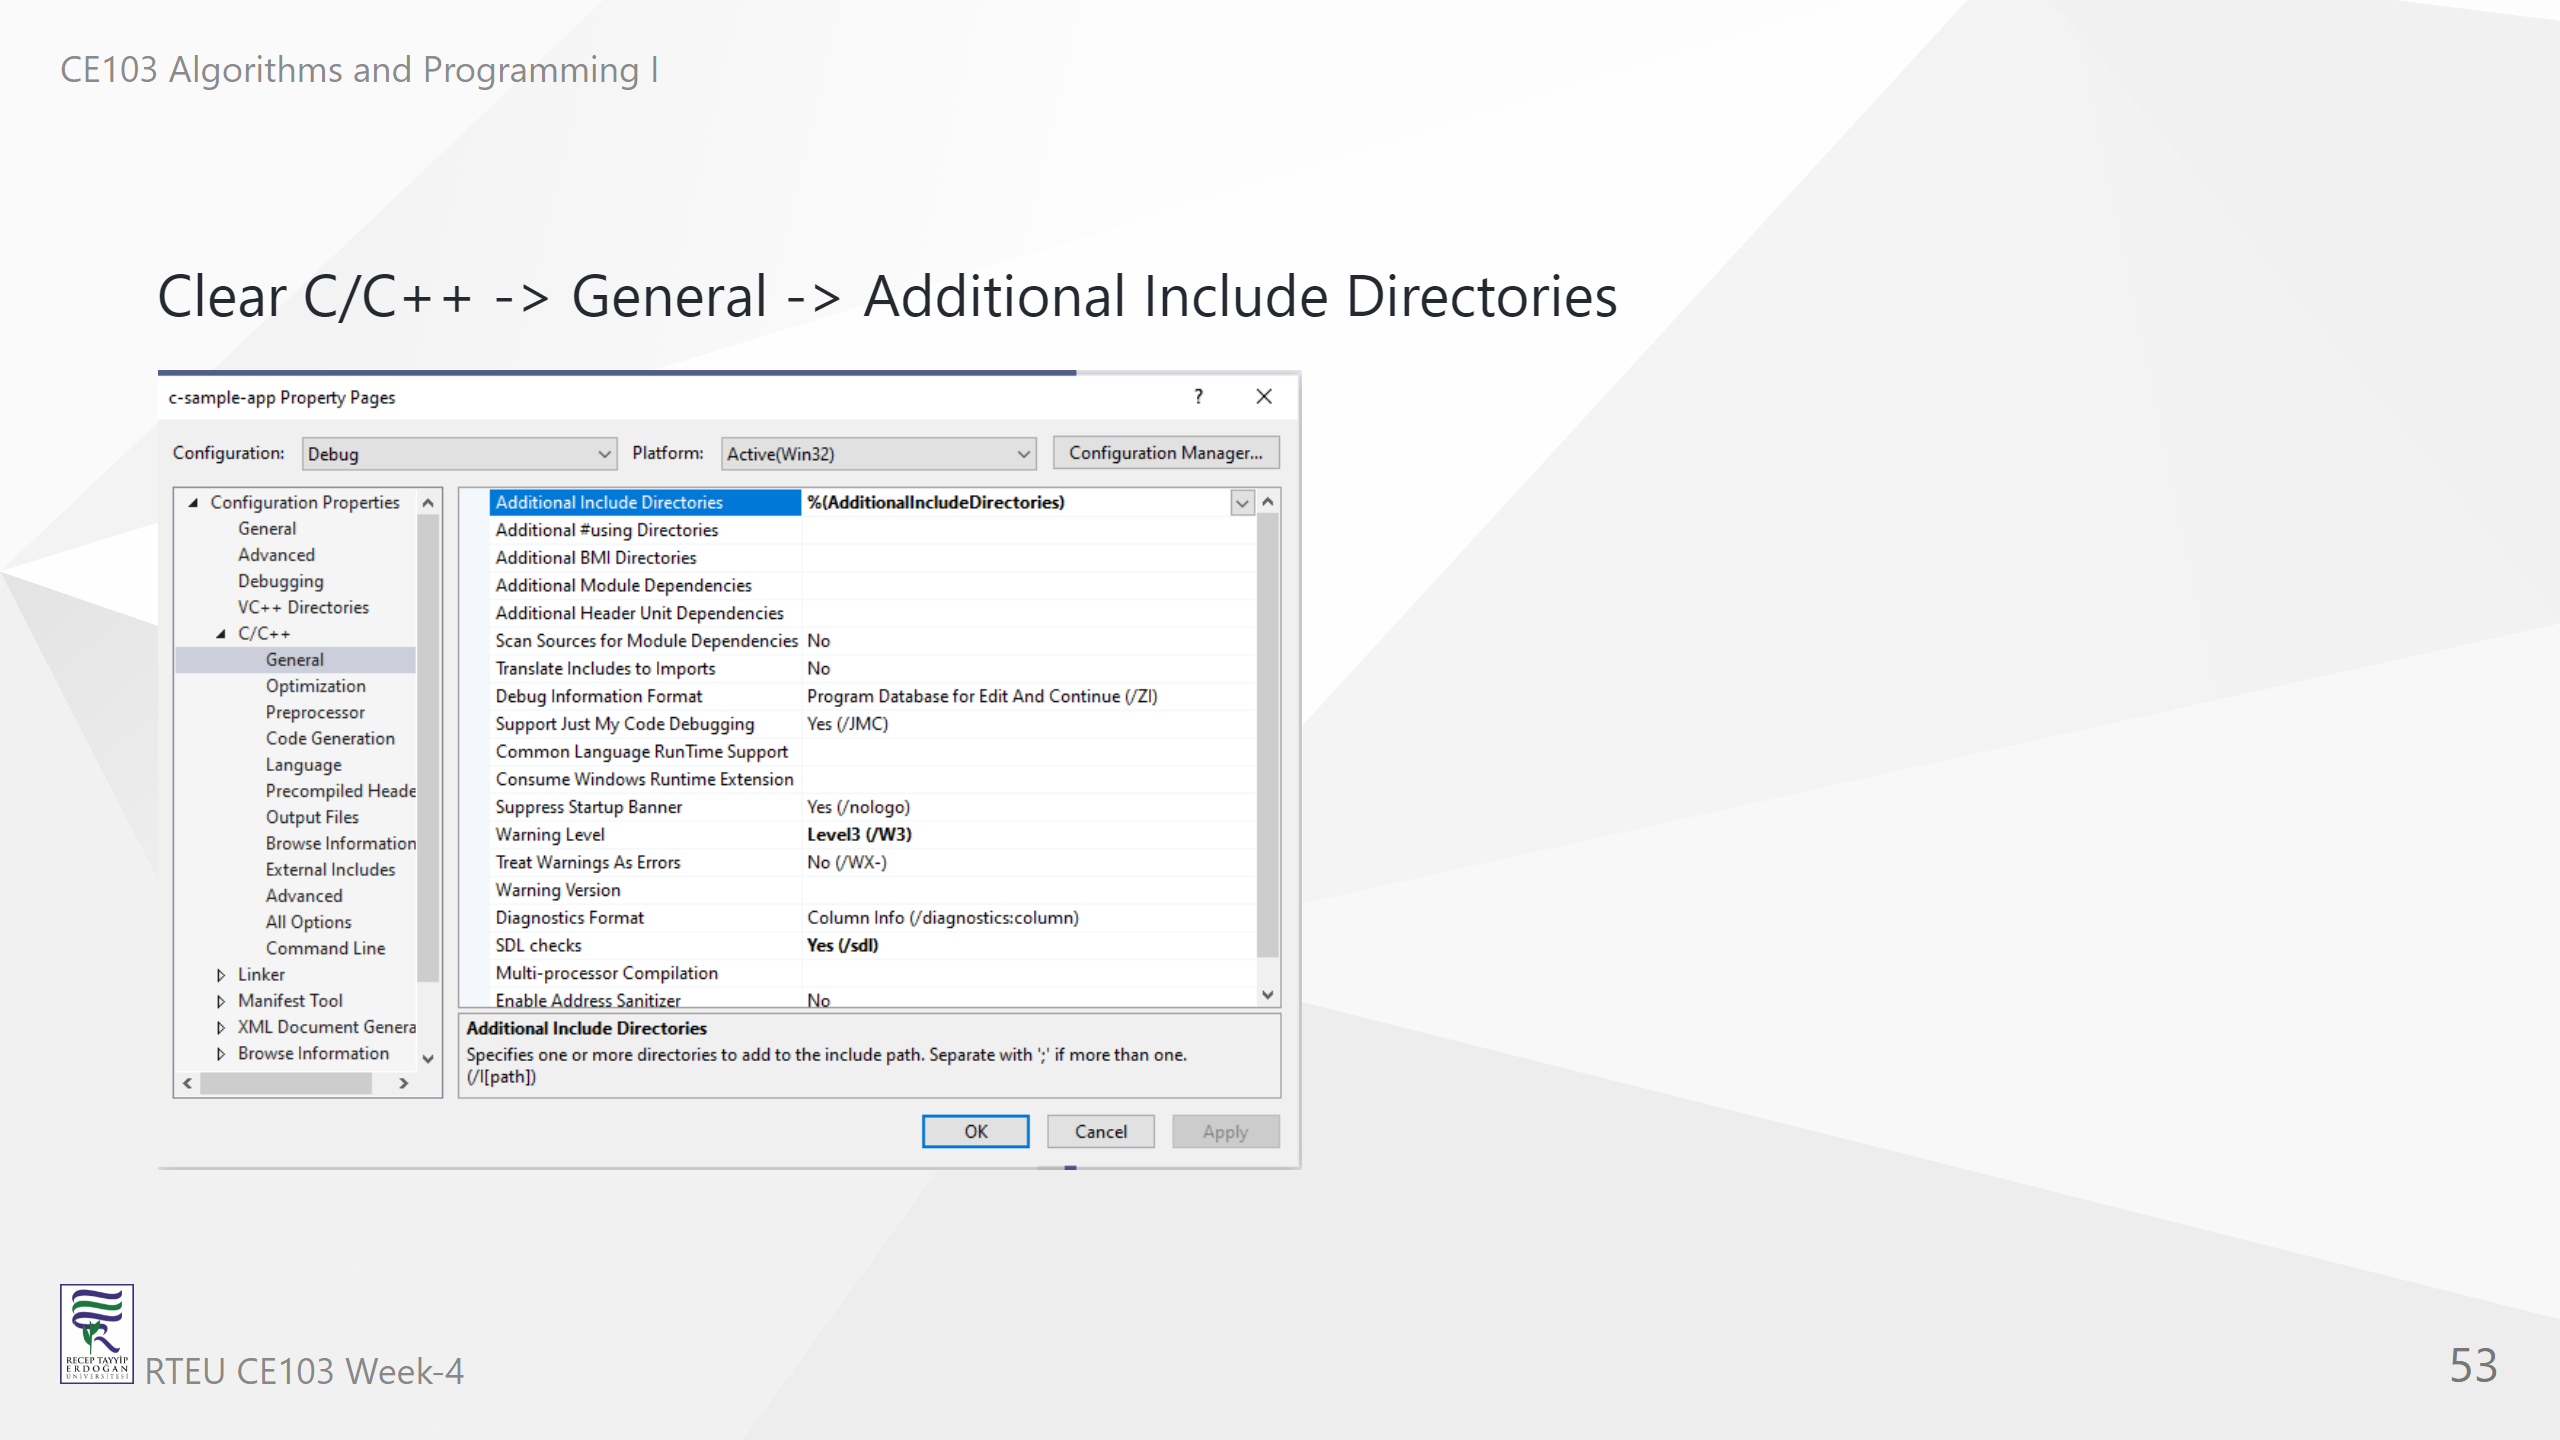 CE103 Algorithms and Programming I
Clear C/C++ -> General -> Additional Include Directories
c-sample-app Property Pages
?
Configuration: Debug Platform: Active(Win32) Configuration Manager...
Configuration Properties
General
Advanced
Debugging
VC++ Directories
C/C++
General
Optimization
Preprocessor
Code Generation
Language
Precompiled Heade
Output Files
Browse Information
External Includes
Advanced
All Options
Command Line
Linker
Manifest Tool
XML Document Genera
Browse Information
Additional Include Directories %(AdditionalIncludeDirectories)
Additional #using Directories
Additional BMI Directories
Additional Module Dependencies
Additional Header Unit Dependencies
Scan Sources for Module Dependencies No
Translate Includes to Imports No
Debug Information Format Program Database for Edit And Continue (/ZI)
Support Just My Code Debugging Yes (/JMC)
Common Language RunTime Support
Consume Windows Runtime Extension
Suppress Startup Banner Yes (/nologo)
Warning Level Level3 (/W3)
Treat Warnings As Errors No (/WX-)
Warning Version
Diagnostics Format Column Info (/diagnostics:column)
SDL checks Yes (/sdl)
Multi-processor Compilation
Enable Address Sanitizer No
Additional Include Directories
Specifies one or more directories to add to the include path. Separate with ';' if more than one.
(/I[path])
OK Cancel Apply
RECEP TAYYİP
ERDOĞAN
ÜNİVERSİTESİ
RTEU CE103 Week-4
53